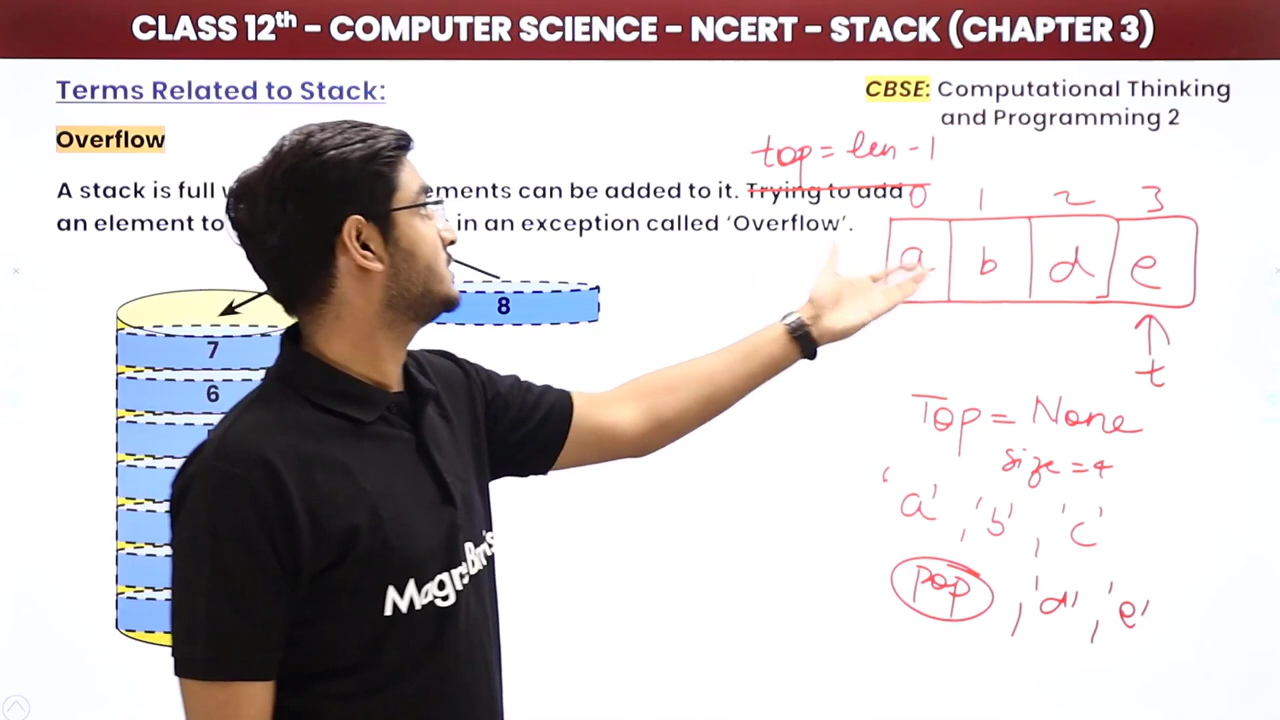 CLASS 12th - COMPUTER SCIENCE - NCERT - STACK (CHAPTER 3)
Terms Related to Stack:
CBSE: Computational Thinking
and Programming 2
Overflow
top = len - 1
A stack is full ements can be added to it. Trying to add
an element to in an exception called 'Overflow'.
0 1 2 3
a b d e
t
8
7
6
Top = None
size = 4
'a', 'b', 'c'
pop, 'd', 'e'